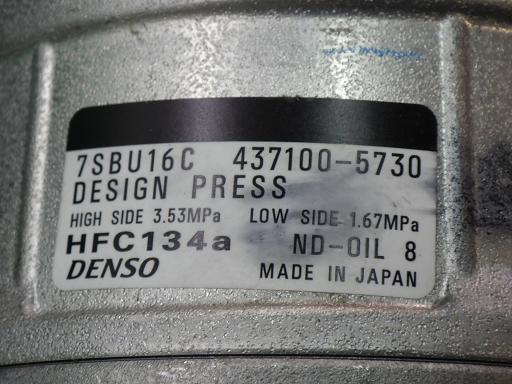 7SBU16C 437100-5730
DESIGN PRESS
HIGH SIDE 3.53MPa LOW SIDE 1.67MPa
HFC134a ND-OIL 8
DENSO MADE IN JAPAN